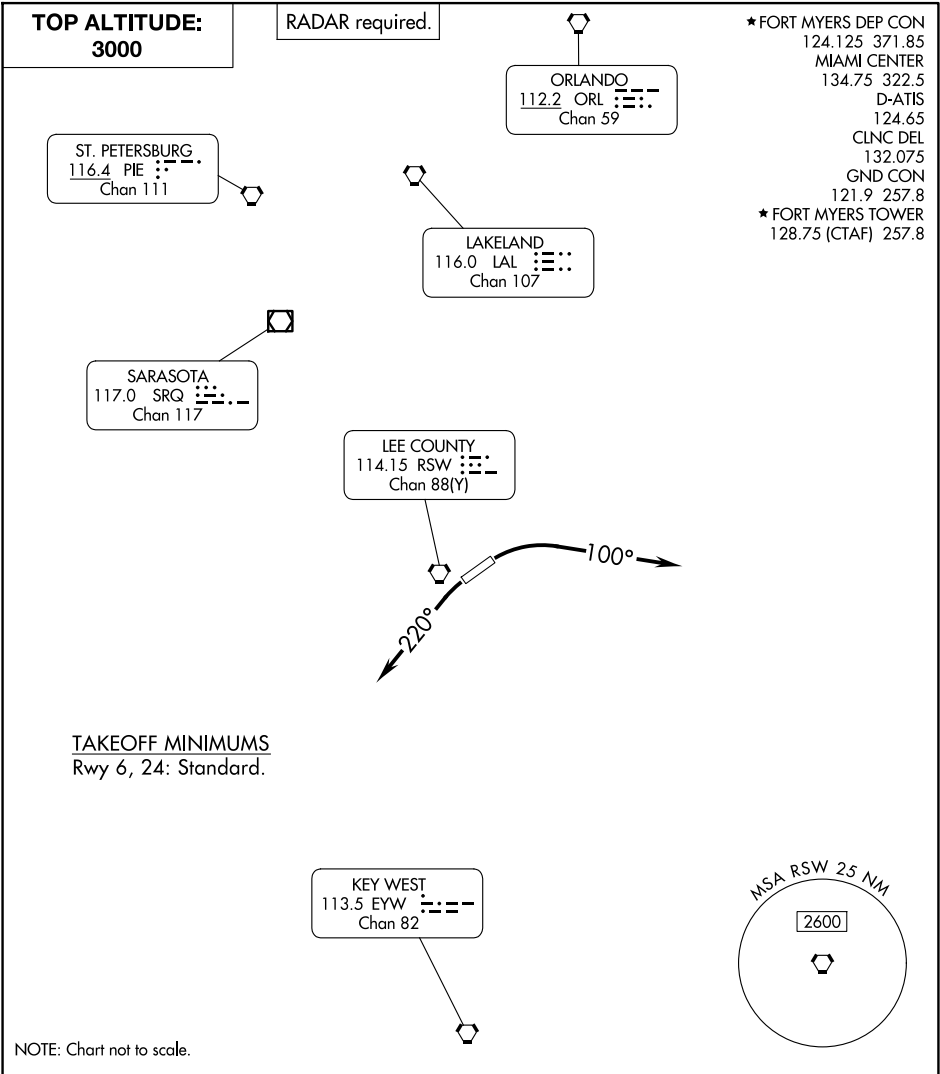 TOP ALTITUDE:
3000
RADAR required.
★ FORT MYERS DEP CON
124.125 371.85
MIAMI CENTER
134.75 322.5
D-ATIS
124.65
CLNC DEL
132.075
GND CON
121.9 257.8
★ FORT MYERS TOWER
128.75 (CTAF) 257.8
ORLANDO
112.2 ORL
Chan 59
ST. PETERSBURG
116.4 PIE
Chan 111
LAKELAND
116.0 LAL
Chan 107
SARASOTA
117.0 SRQ
Chan 117
LEE COUNTY
114.15 RSW
Chan 88(Y)
100°
220°
TAKEOFF MINIMUMS
Rwy 6, 24: Standard.
KEY WEST
113.5 EYW
Chan 82
MSA RSW 25 NM
2600
NOTE: Chart not to scale.